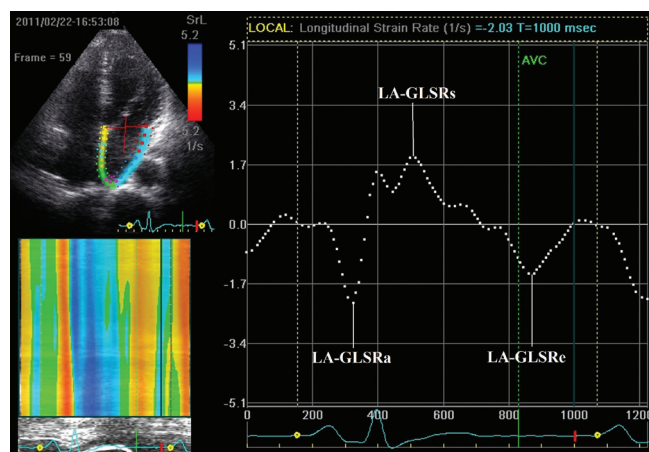 2011/02/22-16:53:08
SrL
5.2
Frame = 59
-5.2
1/s
LOCAL: Longitudinal Strain Rate (1/s) =-2.03 T=1000 msec
5.1
AVC
LA-GLSRs
3.4
1.7
0.0
-1.7
LA-GLSRa
LA-GLSRe
-3.4
-5.1
0 200 400 600 800 1000 1200